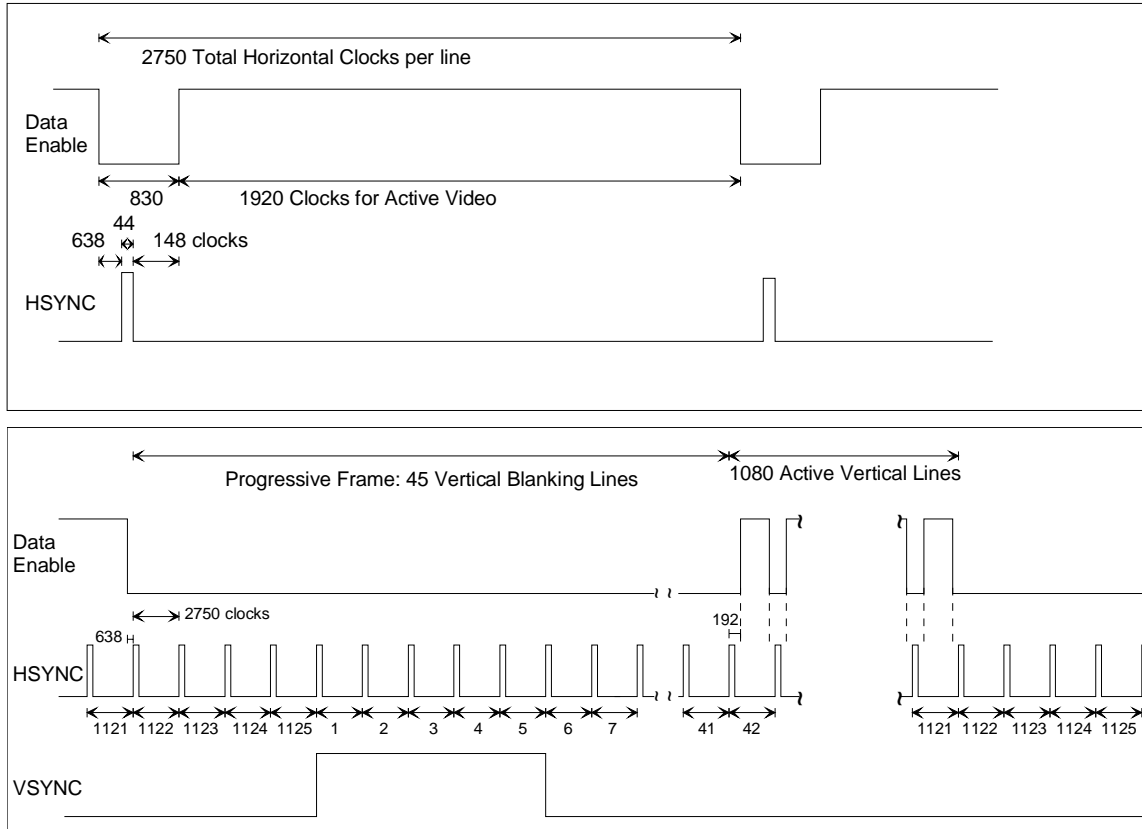 2750 Total Horizontal Clocks per line
Data
Enable
830
1920 Clocks for Active Video
44
638
148 clocks
HSYNC
Progressive Frame: 45 Vertical Blanking Lines
1080 Active Vertical Lines
Data
Enable
2750 clocks
638
192
HSYNC
1121 1122 1123 1124 1125 1 2 3 4 5 6 7 41 42 1121 1122 1123 1124 1125
VSYNC